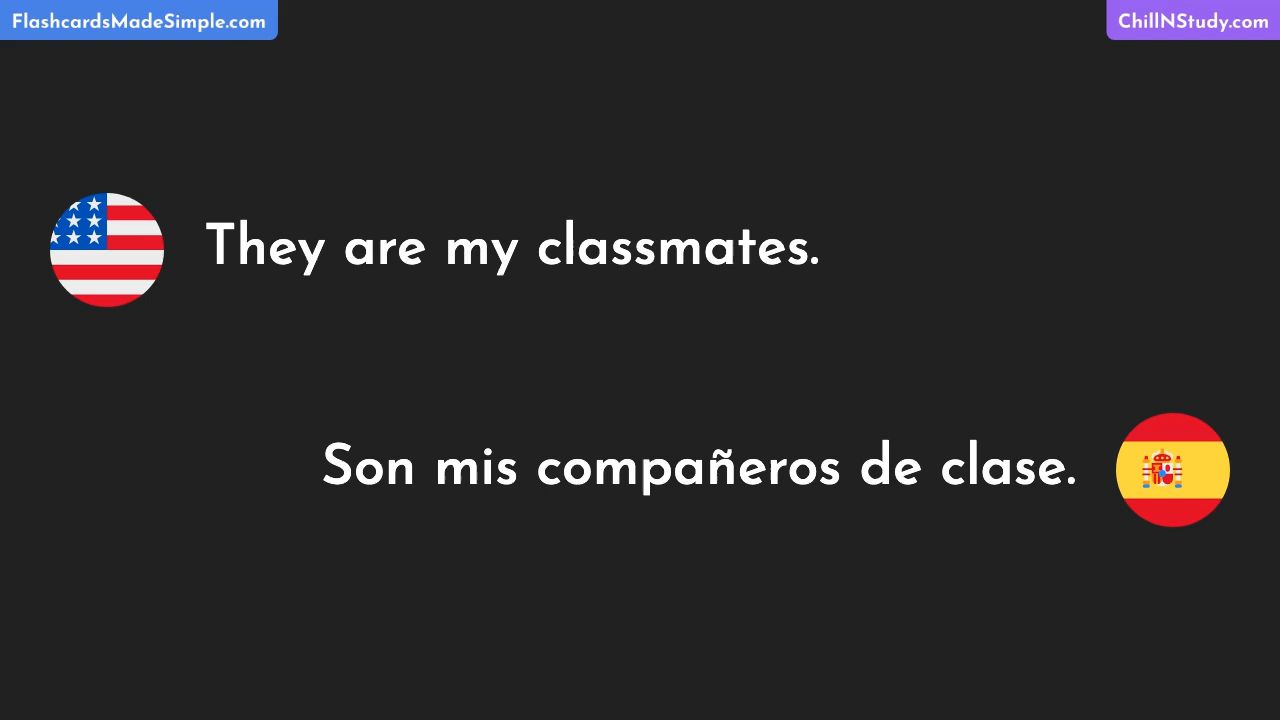 FlashcardsMadeSimple.com
ChillNStudy.com
They are my classmates.
Son mis compañeros de clase.